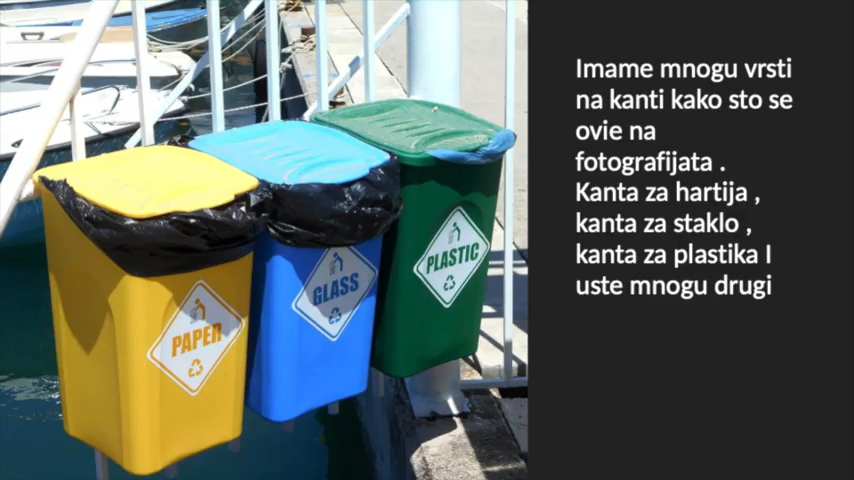 Imame mnogu vrsti
na kanti kako sto se
ovie na
fotografijata .
Kanta za hartija ,
kanta za staklo ,
kanta za plastika I
uste mnogu drugi
PAPER
GLASS
PLASTIC